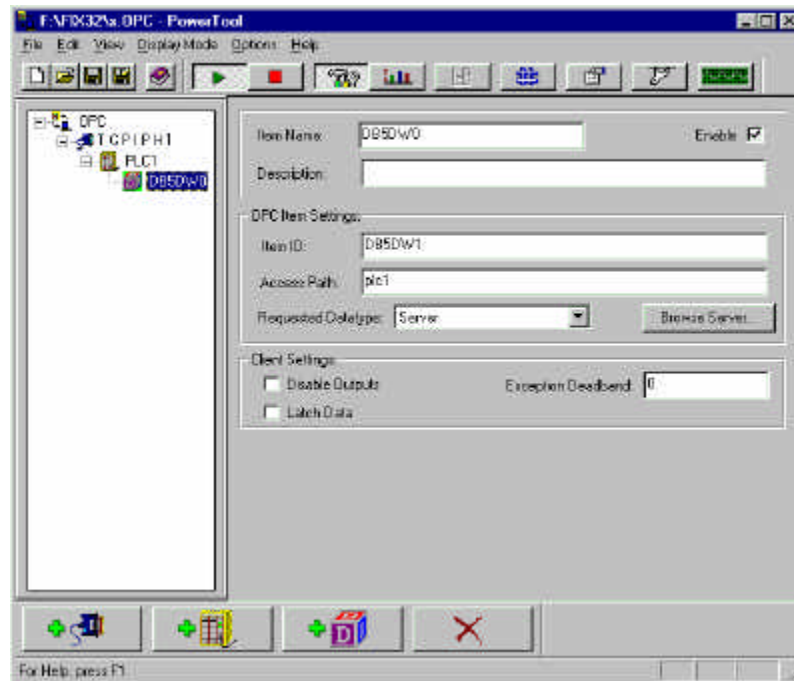 F:\FIX32\a.OPC - PowerTool
File Edit View Display Mode Options Help
OPC
TCPIPH1
PLC1
DB5DW0
Item Name: DB5DW0 Enable
Description:
OPC Item Settings:
Item ID: DB5DW1
Access Path: plc1
Requested Datatype: Server Browse Server...
Client Settings
Disable Outputs Exception Deadband: 0
Latch Data
D
For Help, press F1